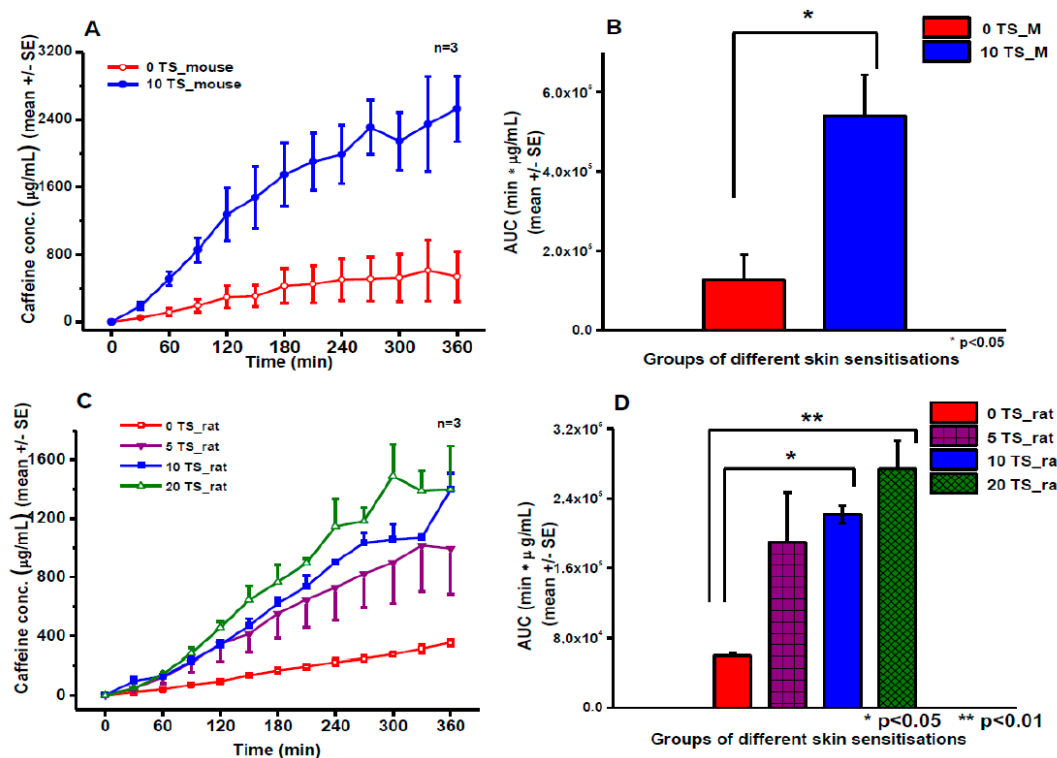 A
n=3
3200
2400
1600
800
0
Caffeine conc. (µg/mL) (mean +/- SE)
0 TS_mouse
10 TS_mouse
0 60 120 180 240 300 360
Time (min)
B
*
0 TS_M
10 TS_M
6.0x10⁵
4.0x10⁵
2.0x10⁵
0.0
AUC (min * µg/mL)
(mean +/- SE)
* p<0.05
Groups of different skin sensitisations
C
n=3
1600
1400
800
400
0
Caffeine conc. (µg/mL) (mean +/- SE)
0 TS_rat
5 TS_rat
10 TS_rat
20 TS_rat
0 60 120 180 240 300 360
Time (min)
D
**
*
0 TS_rat
5 TS_rat
10 TS_ra
20 TS_ra
3.2x10⁵
2.4x10⁵
1.6x10⁵
8.0x10⁴
0.0
AUC (min * µ g/mL)
(mean +/- SE)
* p<0.05 ** p<0.01
Groups of different skin sensitisations